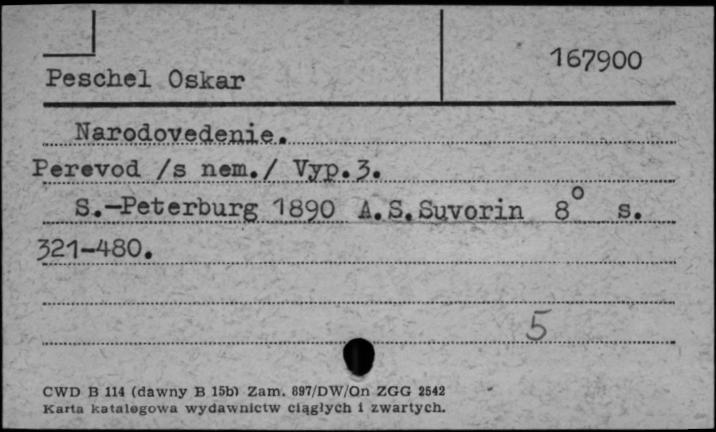 167900
Peschel Oskar
Narodovedenie.
Perevod /s nem./ Vyp.3.
S.-Peterburg 1890 A.S.Suvorin 8° s.
321-480.
5
CWD B 114 (dawny B 15b) Zam. 697/DW/On ZGG 2542
Karta katalogowa wydawnictw ciągłych i zwartych.